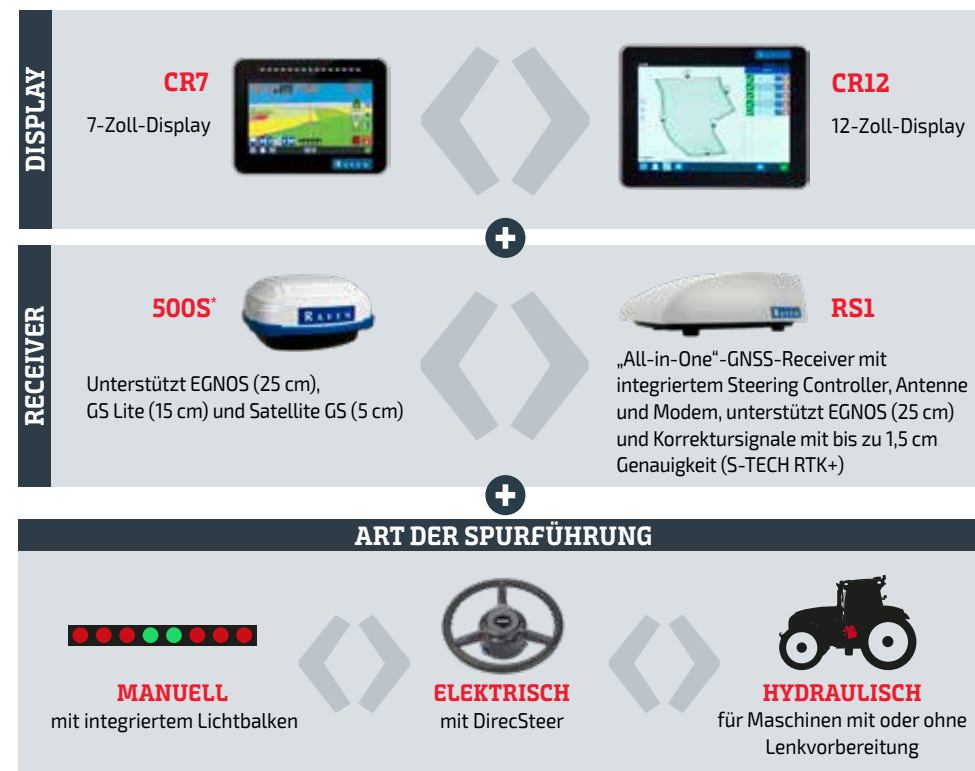 DISPLAY
CR7
7-Zoll-Display
RAVEN
CR12
12-Zoll-Display
RECEIVER
500S*
RAVEN
Unterstützt EGNOS (25 cm),
GS Lite (15 cm) und Satellite GS (5 cm)
RAVEN
RS1
„All-in-One“-GNSS-Receiver mit
integriertem Steering Controller, Antenne
und Modem, unterstützt EGNOS (25 cm)
und Korrektursignale mit bis zu 1,5 cm
Genauigkeit (S-TECH RTK+)
ART DER SPURFÜHRUNG
MANUELL
mit integriertem Lichtbalken
ELEKTRISCH
mit DirecSteer
HYDRAULISCH
für Maschinen mit oder ohne
Lenkvorbereitung